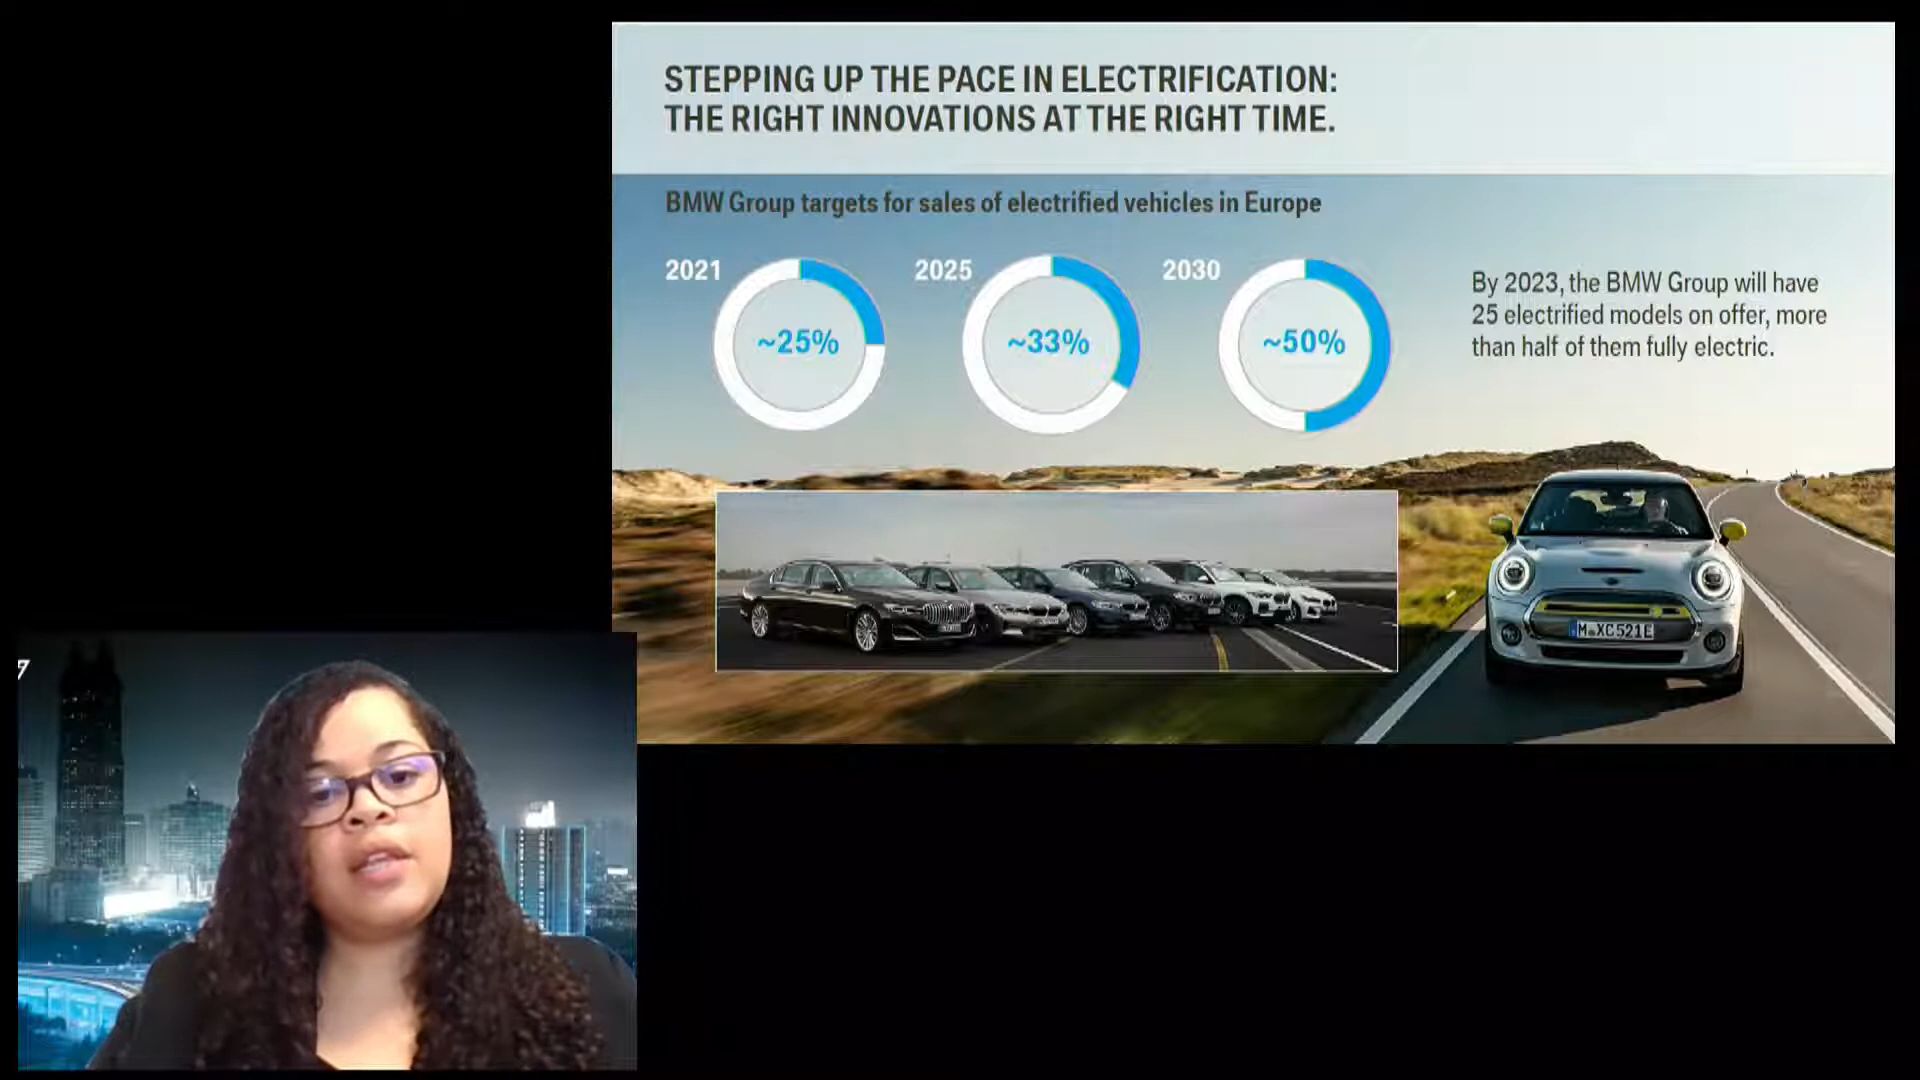 STEPPING UP THE PACE IN ELECTRIFICATION:
THE RIGHT INNOVATIONS AT THE RIGHT TIME.
BMW Group targets for sales of electrified vehicles in Europe
2021
~25%
2025
~33%
2030
~50%
By 2023, the BMW Group will have
25 electrified models on offer, more
than half of them fully electric.
M XC 521E